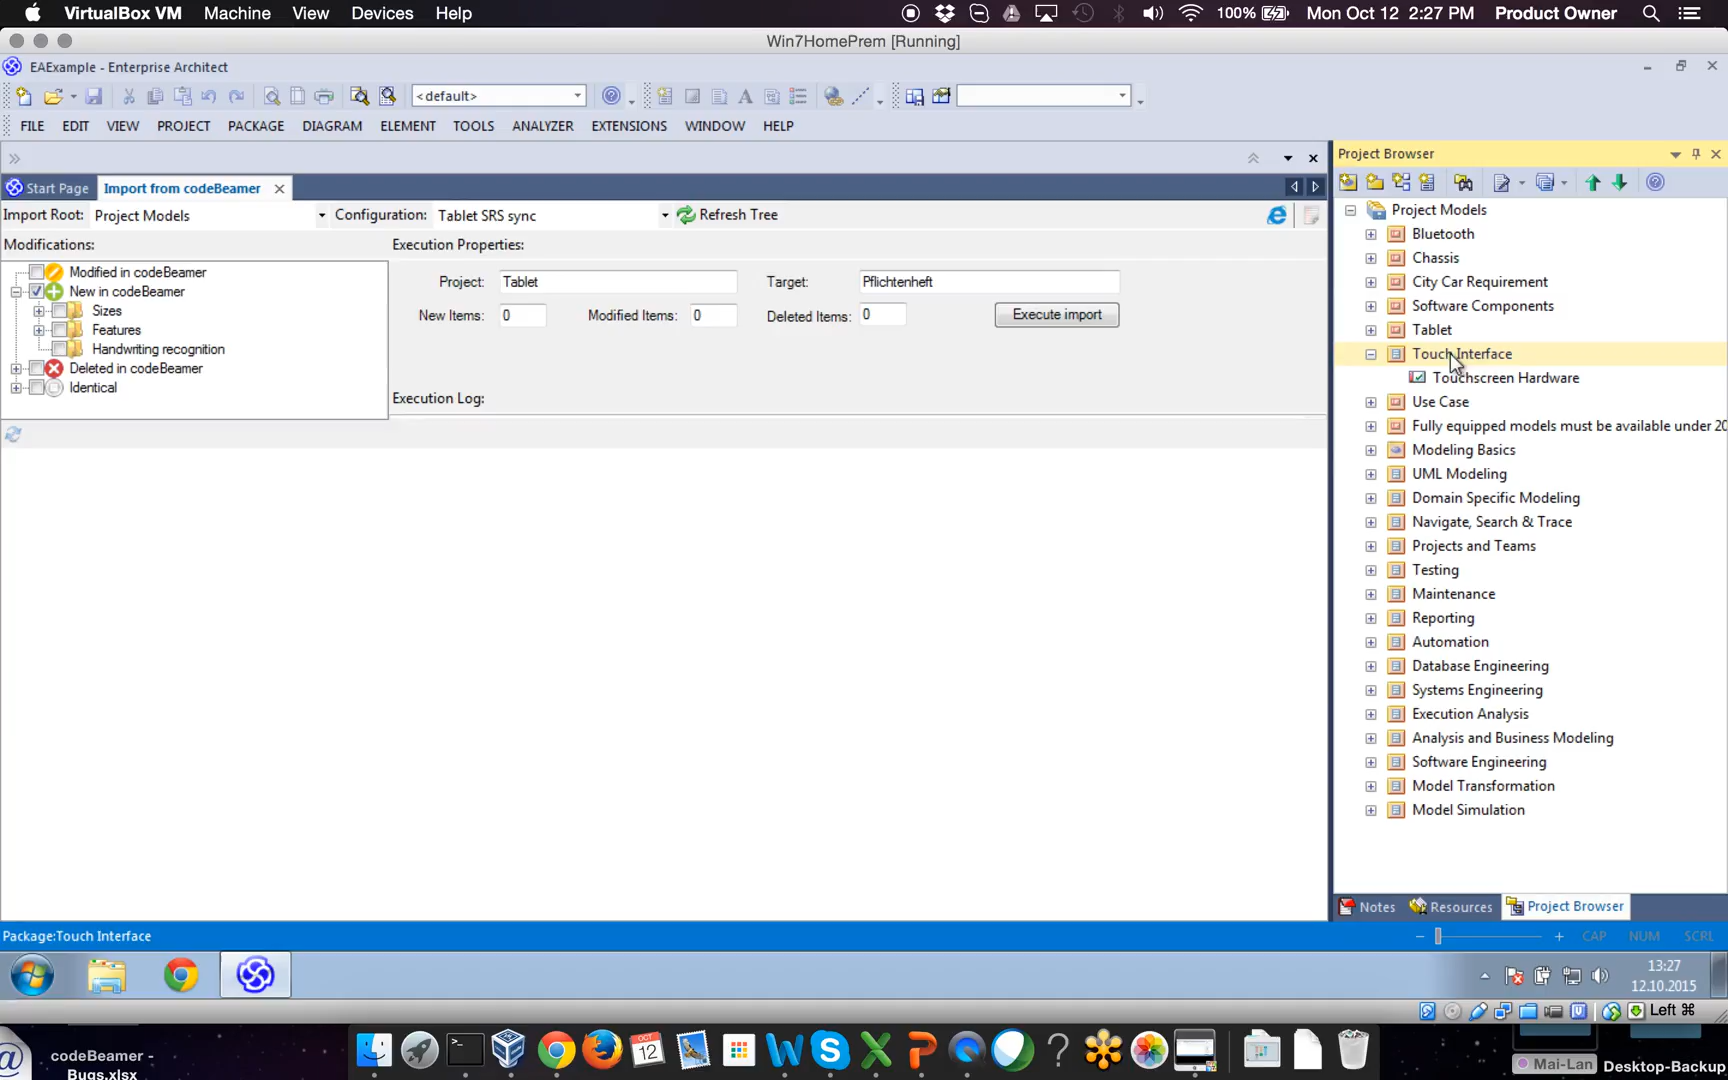 VirtualBox VM Machine View Devices Help 100% Mon Oct 12 2:27 PM Product Owner
Win7HomePrem [Running]
EAExample - Enterprise Architect
<default>
FILE EDIT VIEW PROJECT PACKAGE DIAGRAM ELEMENT TOOLS ANALYZER EXTENSIONS WINDOW HELP
Start Page Import from codeBeamer
Import Root: Project Models Configuration: Tablet SRS sync Refresh Tree
Modifications: Execution Properties:
Modified in codeBeamer
New in codeBeamer
Sizes
Features
Handwriting recognition
Deleted in codeBeamer
Identical
Project: Tablet Target: Pflichtenheft
New Items: 0 Modified Items: 0 Deleted Items: 0 Execute import
Execution Log:
Project Browser
Project Models
Bluetooth
Chassis
City Car Requirement
Software Components
Tablet
Touch Interface
Touchscreen Hardware
Use Case
Fully equipped models must be available under 20
Modeling Basics
UML Modeling
Domain Specific Modeling
Navigate, Search & Trace
Projects and Teams
Testing
Maintenance
Reporting
Automation
Database Engineering
Systems Engineering
Execution Analysis
Analysis and Business Modeling
Software Engineering
Model Transformation
Model Simulation
Notes Resources Project Browser
Package:Touch Interface CAP NUM SCRL
13:27
12.10.2015
Left ⌘
codeBeamer -
Bugs.xlsx
OCT
12
Mai-Lan Desktop-Backup